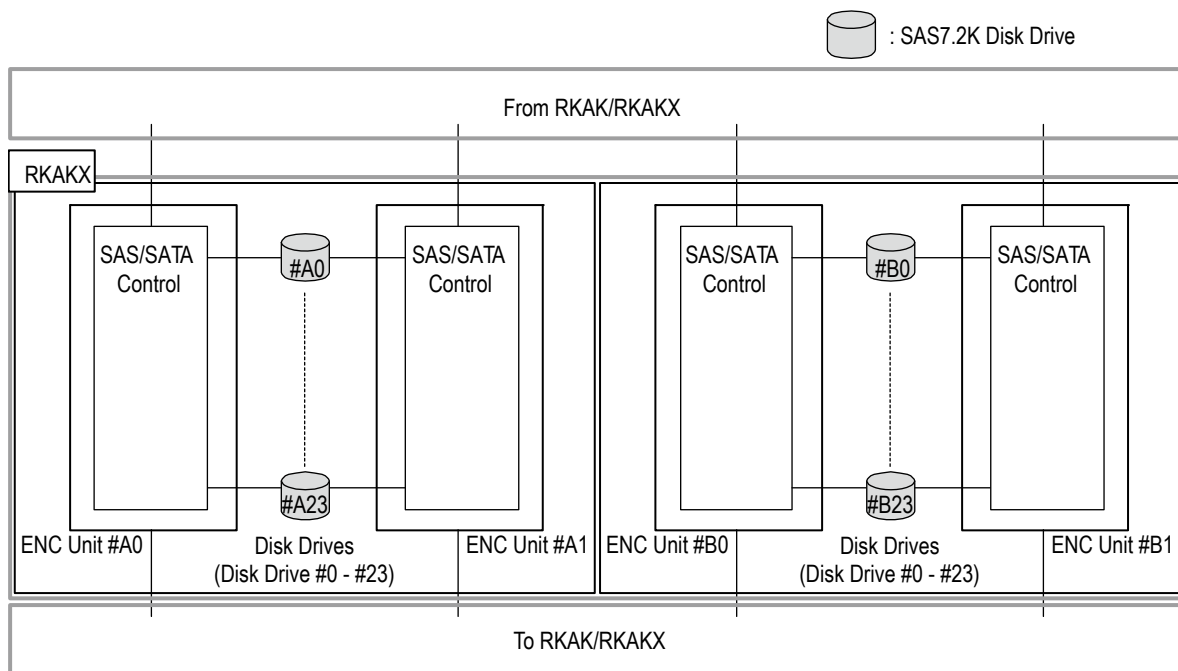 : SAS7.2K Disk Drive
From RKAK/RKAKX
RKAKX
SAS/SATA
Control
#A0
SAS/SATA
Control
SAS/SATA
Control
#B0
SAS/SATA
Control
#A23
#B23
ENC Unit #A0
Disk Drives
(Disk Drive #0 - #23)
ENC Unit #A1
ENC Unit #B0
Disk Drives
(Disk Drive #0 - #23)
ENC Unit #B1
To RKAK/RKAKX